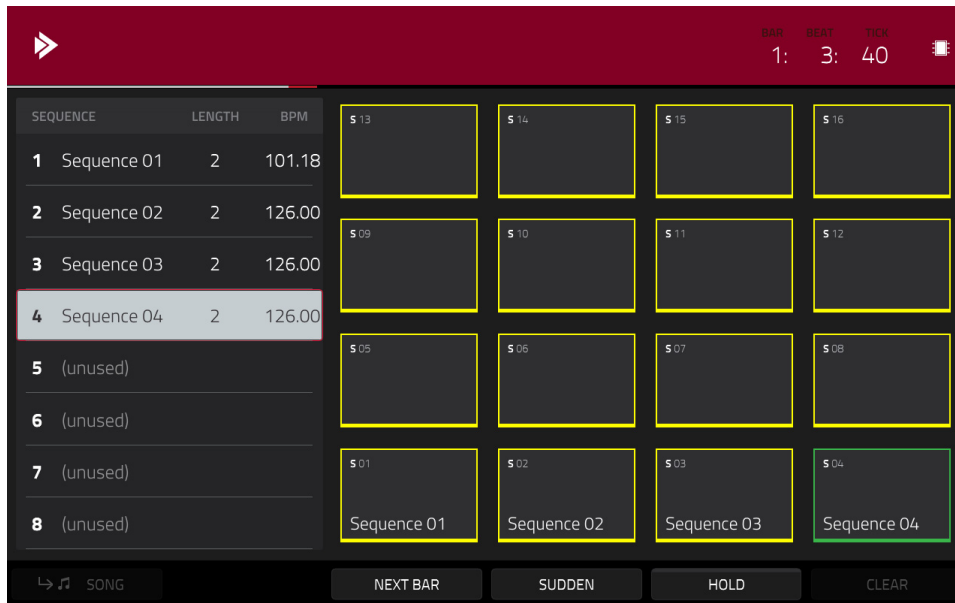 BAR BEAT TICK
1: 3: 40
SEQUENCE LENGTH BPM
1 Sequence 01 2 101.18
2 Sequence 02 2 126.00
3 Sequence 03 2 126.00
4 Sequence 04 2 126.00
5 (unused)
6 (unused)
7 (unused)
8 (unused)
S 13 S 14 S 15 S 16
S 09 S 10 S 11 S 12
S 05 S 06 S 07 S 08
S 01 S 02 S 03 S 04
Sequence 01 Sequence 02 Sequence 03 Sequence 04
SONG NEXT BAR SUDDEN HOLD CLEAR